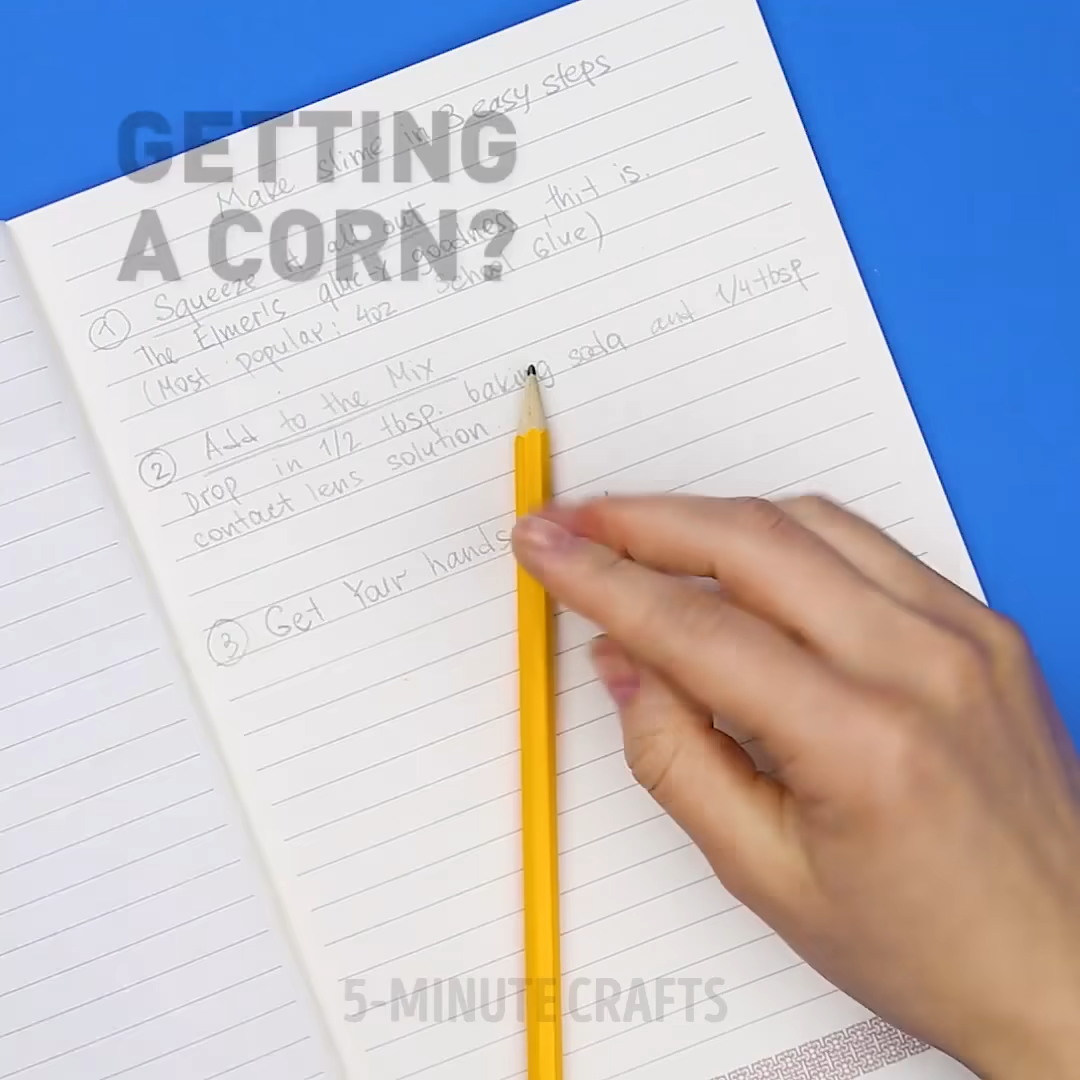 GETTING
A CORN?
Make slime in 3 easy steps
① Squeeze it all out
The Elmer's glue goodness thit is.
(Most popular: 4oz School Glue)
② Add to the Mix
Drop in 1/2 tbsp. baking soda and 1/4 tbsp
contact lens solution.
③ Get Your hands
5-MINUTE CRAFTS